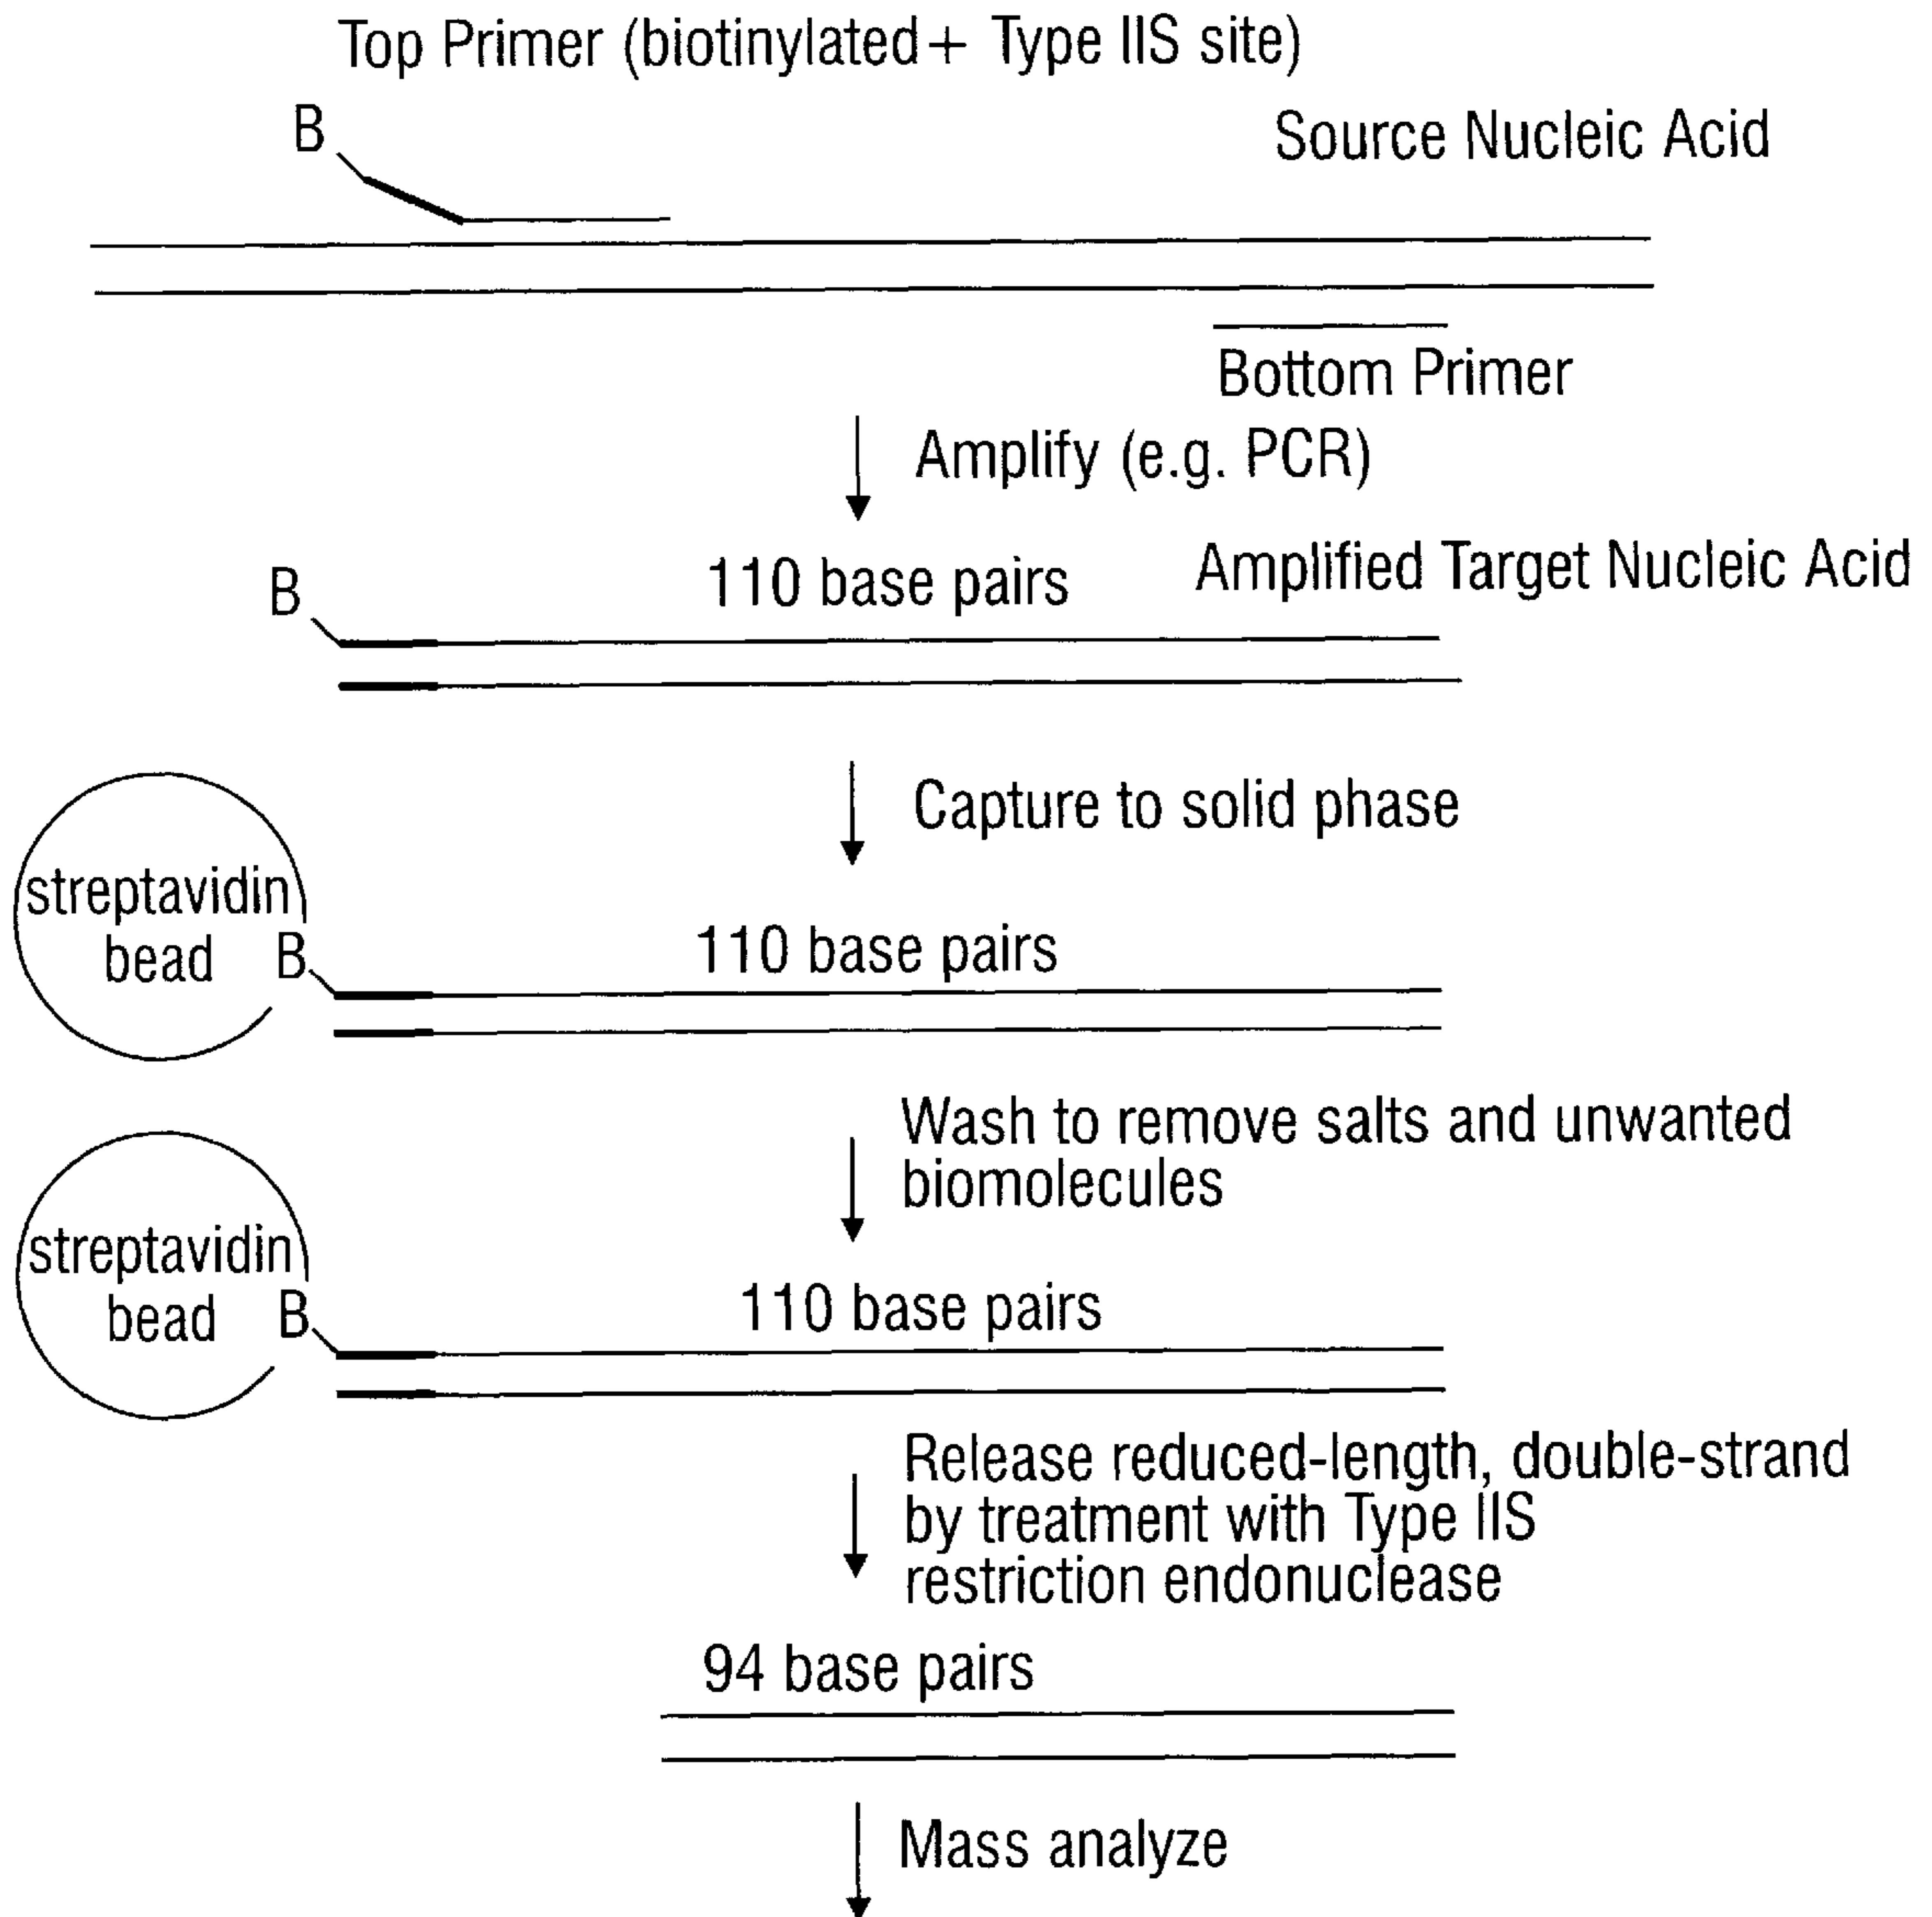 Top Primer (biotinylated + Type IIS site)
B
Source Nucleic Acid
Bottom Primer
Amplify (e.g. PCR)
B
110 base pairs
Amplified Target Nucleic Acid
Capture to solid phase
streptavidin
bead
B
110 base pairs
Wash to remove salts and unwanted
biomolecules
streptavidin
bead
B
110 base pairs
Release reduced-length, double-strand
by treatment with Type IIS
restriction endonuclease
94 base pairs
Mass analyze